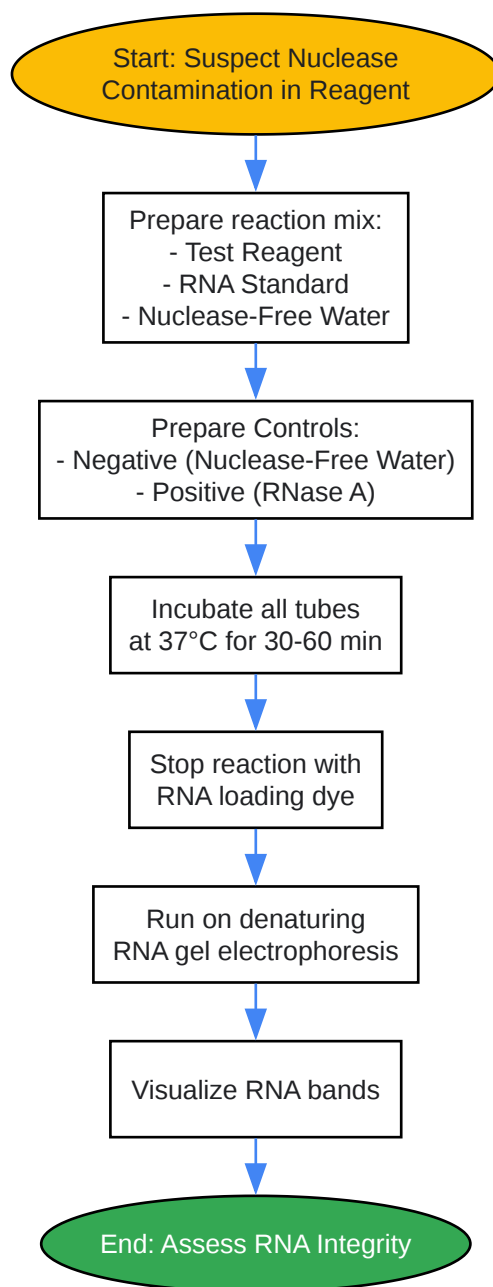 Start: Suspect Nuclease
Contamination in Reagent
Prepare reaction mix:
- Test Reagent
- RNA Standard
- Nuclease-Free Water
Prepare Controls:
- Negative (Nuclease-Free Water)
- Positive (RNase A)
Incubate all tubes
at 37°C for 30-60 min
Stop reaction with
RNA loading dye
Run on denaturing
RNA gel electrophoresis
Visualize RNA bands
End: Assess RNA Integrity